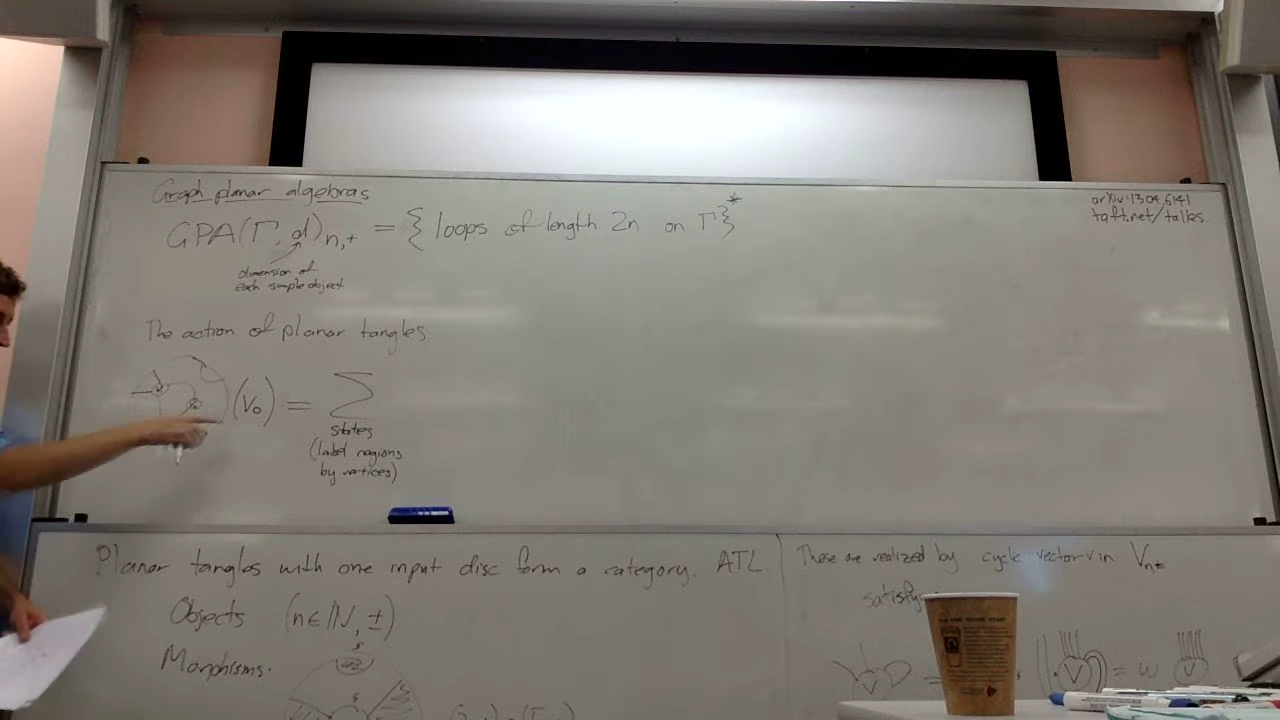 Graph planar algebras
GPA(Γ, d)n,+ = { loops of length 2n on Γ}*
dimension of
each simple object
arXiv:1304.6141
tqft.net/talks
The action of planar tangles
(V₀) = Σ
states
(label regions
by vertices)
Planar tangles with one input disc form a category. ATL
Objects (n∈ℕ, ±)
Morphisms.
These are realized by cyclic vector v in Vn±
satisfy
V = V = ω V